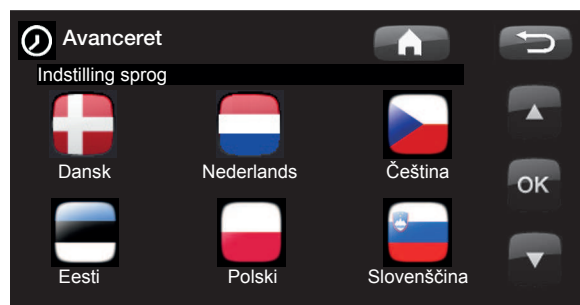 Avanceret
Indstilling sprog
Dansk Nederlands Čeština
OK
Eesti Polski Slovenščina